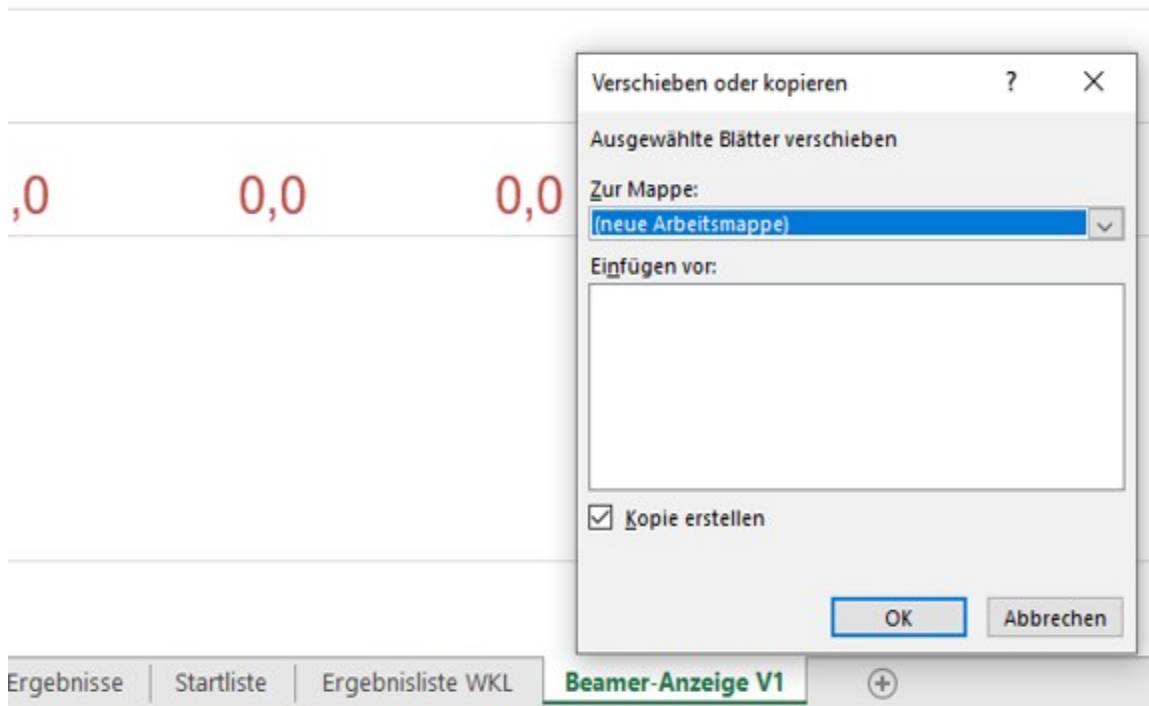 Verschieben oder kopieren ? ×
Ausgewählte Blätter verschieben
Zur Mappe:
(neue Arbeitsmappe)
Einfügen vor:
Kopie erstellen
OK Abbrechen
,0 0,0 0,0
Ergebnisse Startliste Ergebnisliste WKL Beamer-Anzeige V1